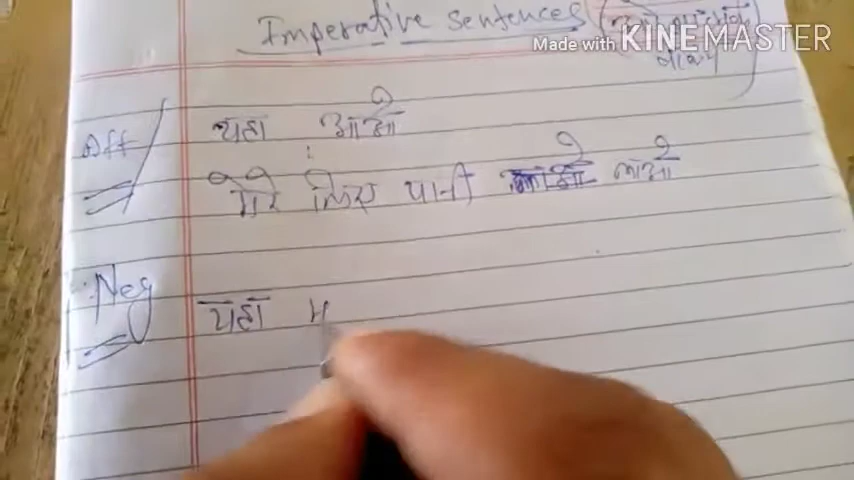 Imperative Sentences
Made with KINEMASTER
Aff
यहा आओ
मेरे लिए पानी लाओ
Neg
यहा